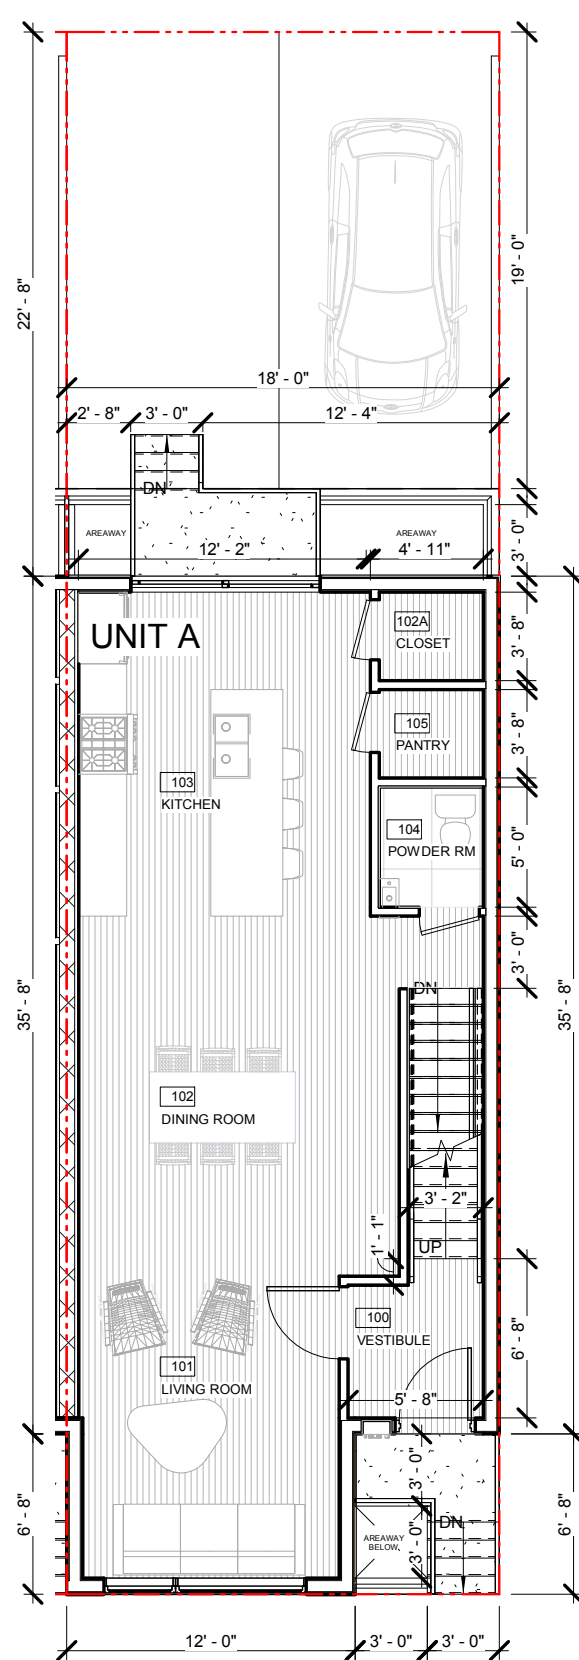 22' - 8"
19' - 0"
18' - 0"
2' - 8"
3' - 0"
12' - 4"
DN
AREAWAY
AREAWAY
12' - 2"
4' - 11"
3' - 0"
UNIT A
102A
CLOSET
3' - 8"
105
PANTRY
3' - 8"
103
KITCHEN
104
POWDER RM
5' - 0"
3' - 0"
DN
35' - 8"
35' - 8"
102
DINING ROOM
3' - 2"
1' - 1"
UP
100
VESTIBULE
6' - 8"
101
LIVING ROOM
5' - 8"
3' - 0"
6' - 8"
AREAWAY
BELOW
3' - 0"
DN
6' - 8"
12' - 0"
3' - 0"
3' - 0"